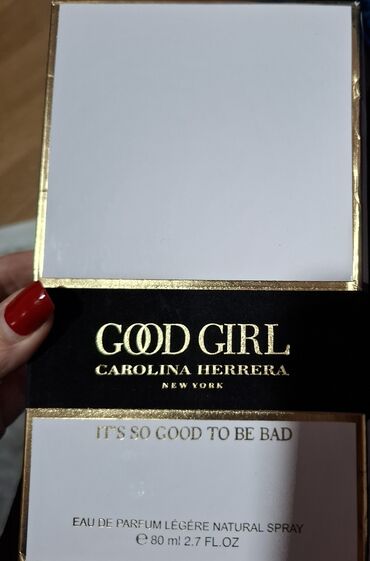 GOOD GIRL
CAROLINA HERRERA
NEW YORK
IT'S SO GOOD TO BE BAD
EAU DE PARFUM LÉGÉRE NATURAL SPRAY
℮ 80 ml 2.7 FL.OZ